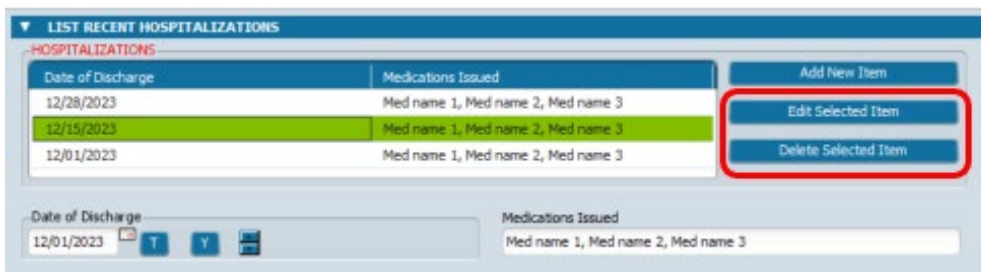 LIST RECENT HOSPITALIZATIONS
HOSPITALIZATIONS
Date of Discharge Medications Issued Add New Item
12/28/2023 Med name 1, Med name 2, Med name 3 Edit Selected Item
12/15/2023 Med name 1, Med name 2, Med name 3
12/01/2023 Med name 1, Med name 2, Med name 3 Delete Selected Item
Date of Discharge Medications Issued
12/01/2023 T Y Med name 1, Med name 2, Med name 3